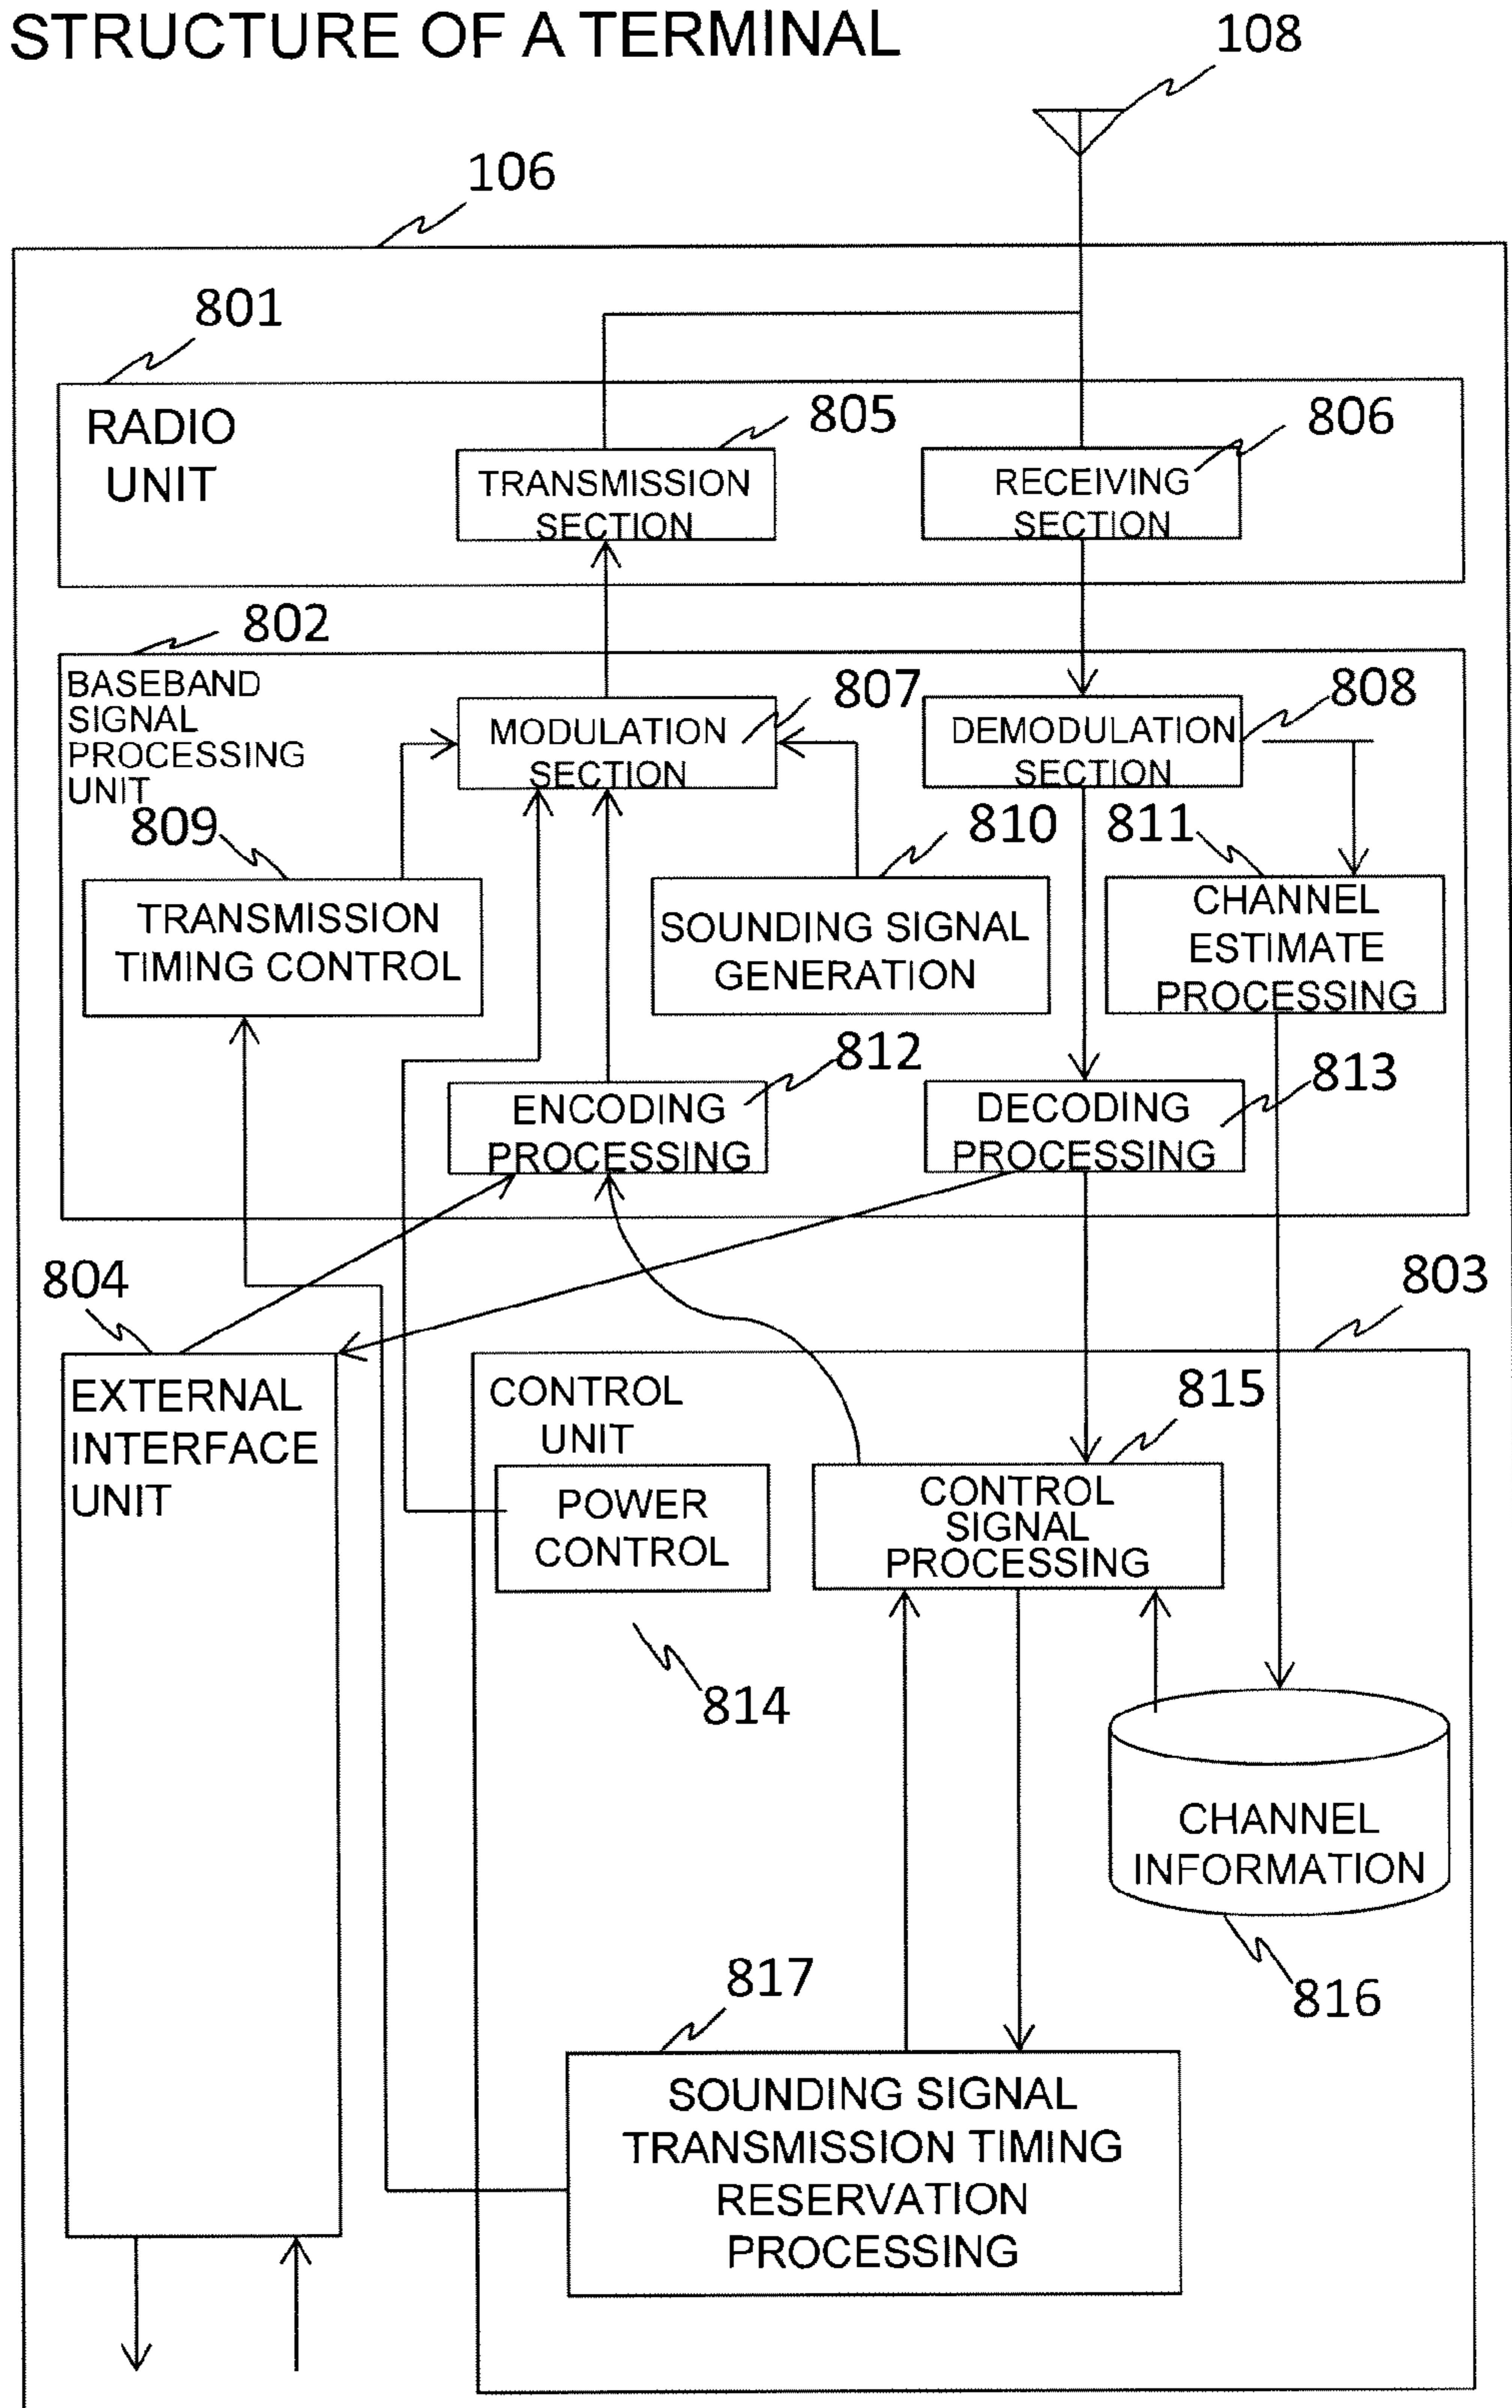 STRUCTURE OF A TERMINAL
108
106
801
RADIO
UNIT
805
806
TRANSMISSION
SECTION
RECEIVING
SECTION
802
BASEBAND
SIGNAL
PROCESSING
UNIT
807
808
MODULATION
SECTION
DEMODULATION
SECTION
809
810
811
TRANSMISSION
TIMING CONTROL
SOUNDING SIGNAL
GENERATION
CHANNEL
ESTIMATE
PROCESSING
812
813
ENCODING
PROCESSING
DECODING
PROCESSING
804
803
EXTERNAL
INTERFACE
UNIT
CONTROL
UNIT
815
POWER
CONTROL
CONTROL
SIGNAL
PROCESSING
814
CHANNEL
INFORMATION
816
817
SOUNDING SIGNAL
TRANSMISSION TIMING
RESERVATION
PROCESSING